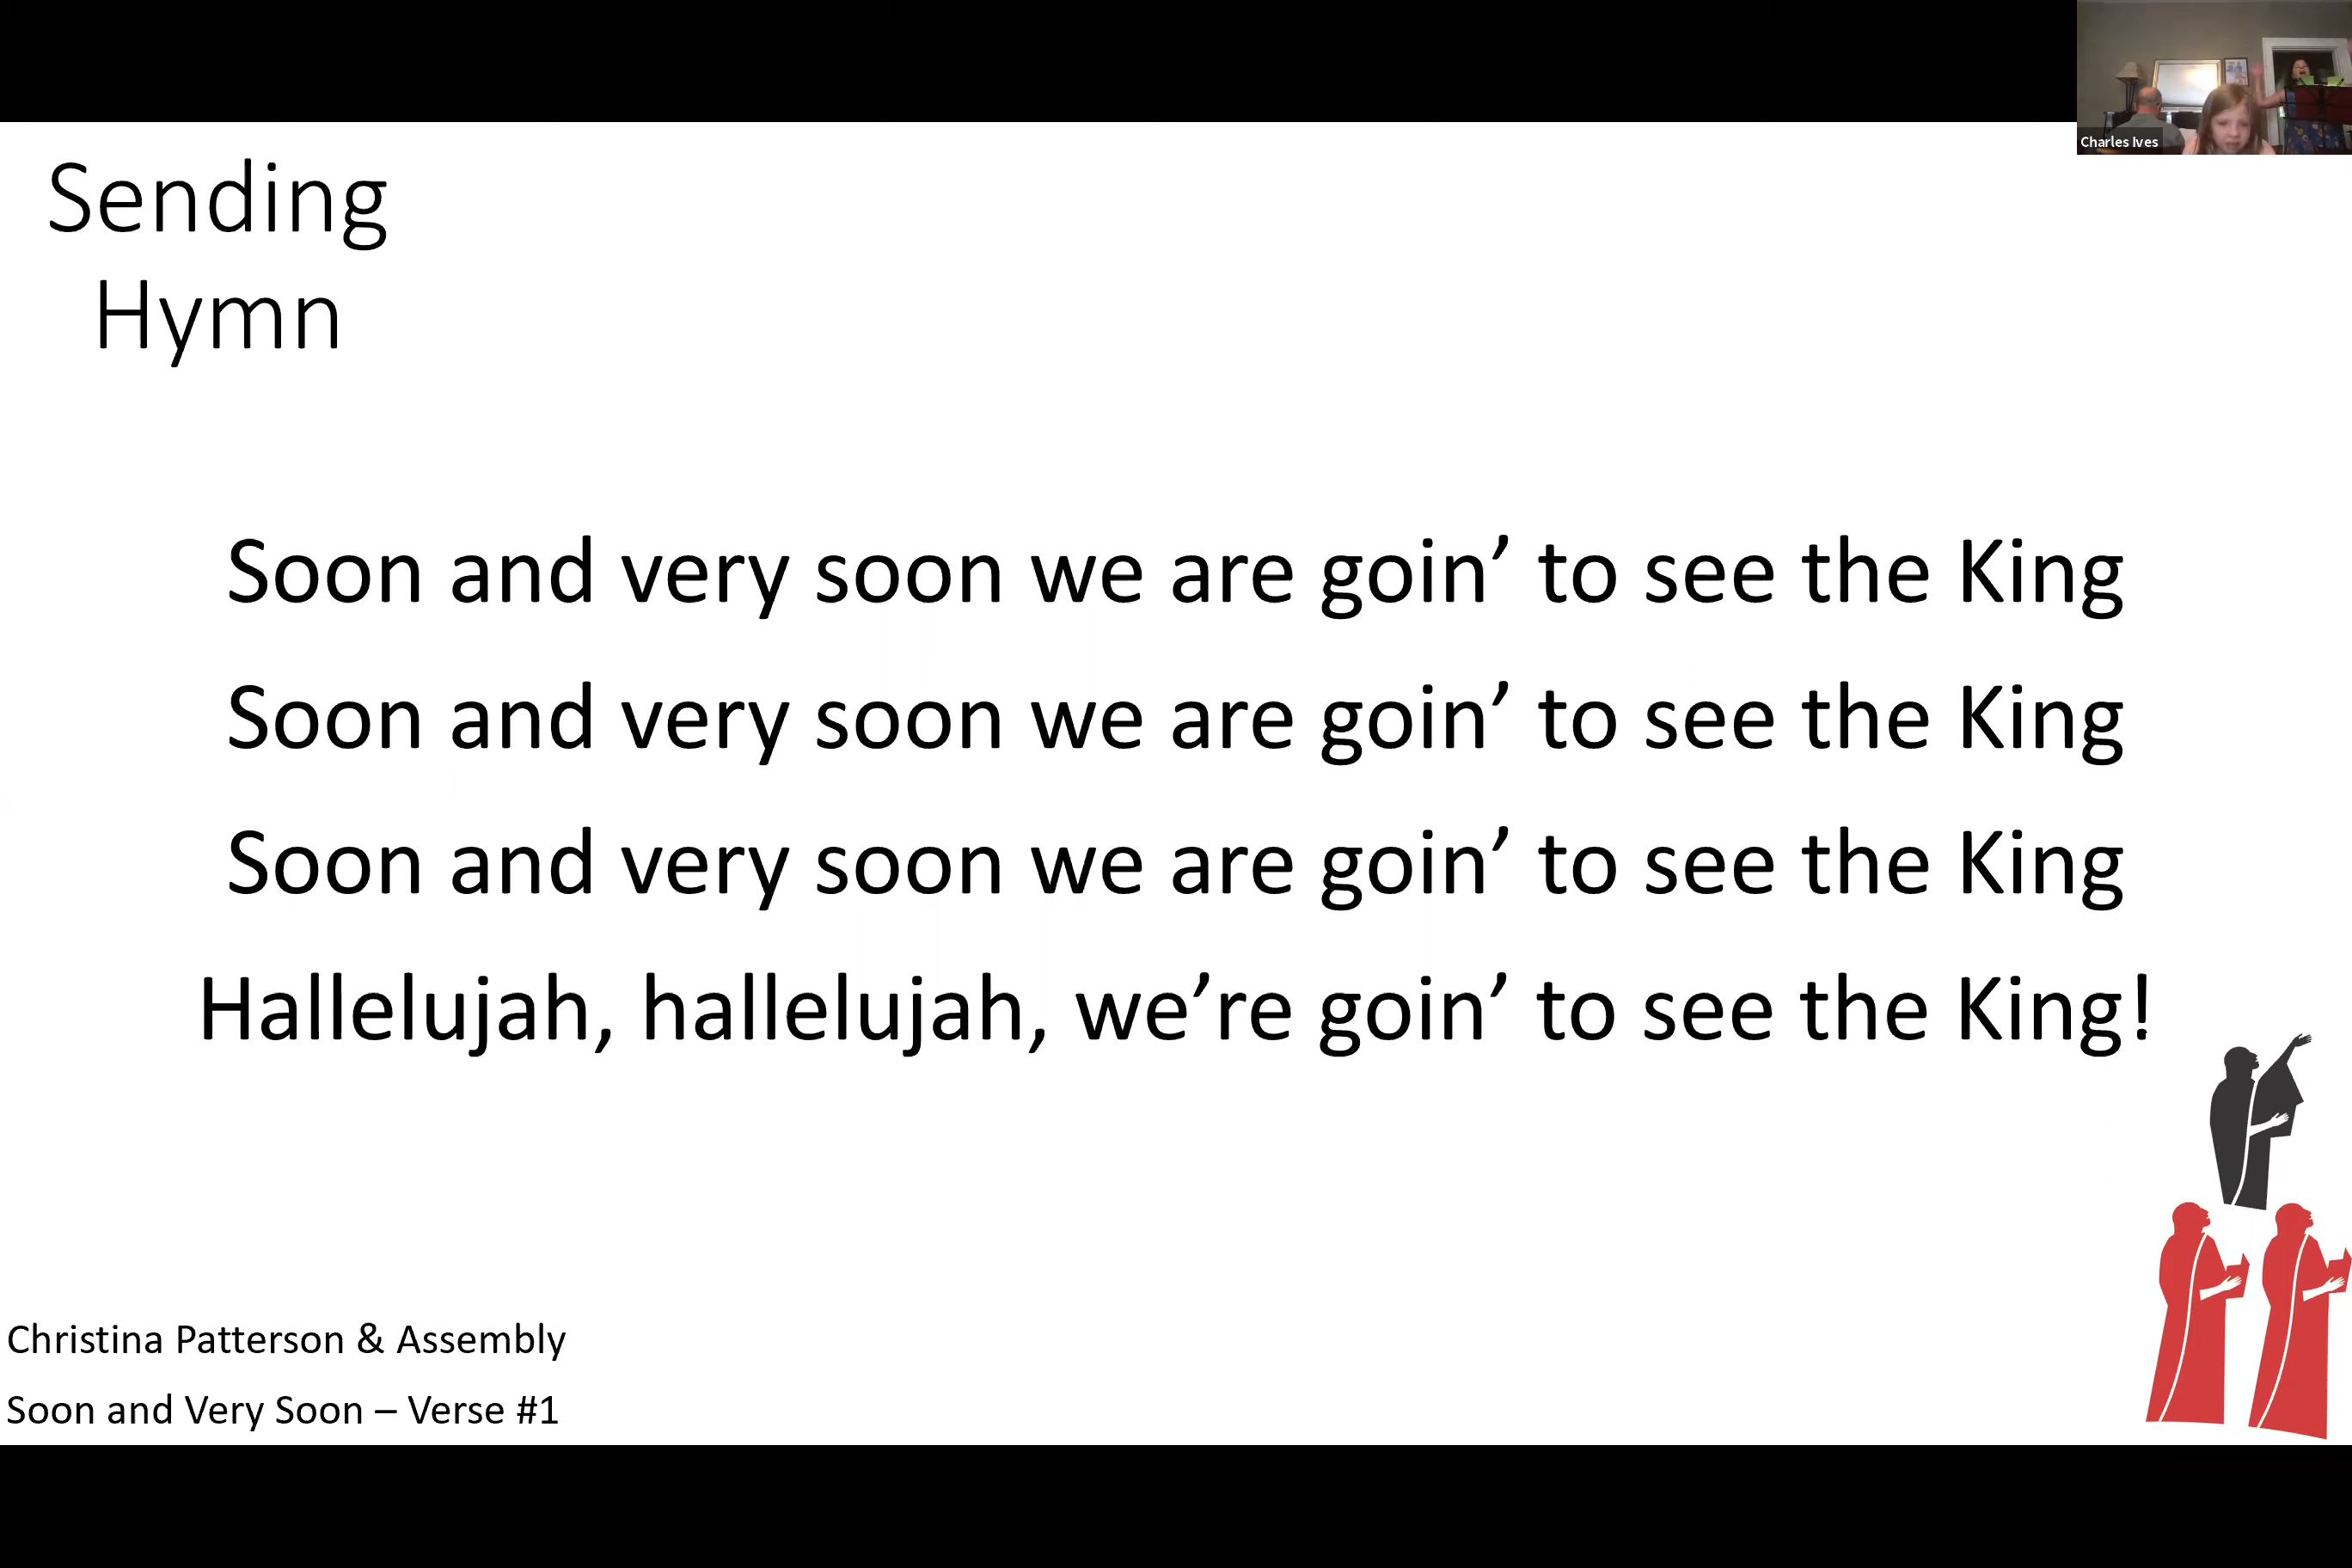 Charles Ives
Sending
Hymn
Soon and very soon we are goin’ to see the King
Soon and very soon we are goin’ to see the King
Soon and very soon we are goin’ to see the King
Hallelujah, hallelujah, we’re goin’ to see the King!
Christina Patterson & Assembly
Soon and Very Soon – Verse #1